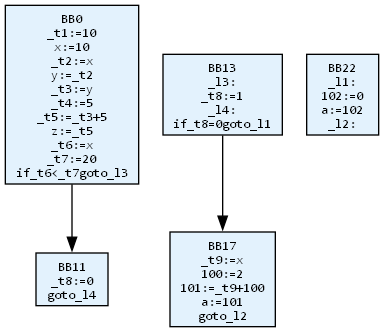 BB0
_t1:=10
x:=10
_t2:=x
y:=_t2
_t3:=y
_t4:=5
_t5:=_t3+5
z:=_t5
_t6:=x
_t7:=20
if_t6<_t7goto_l3
BB13
_l3:
_t8:=1
_l4:
if_t8=0goto_l1
BB22
_l1:
102:=0
a:=102
_l2:
BB11
_t8:=0
goto_l4
BB17
_t9:=x
100:=2
101:=_t9+100
a:=101
goto_l2